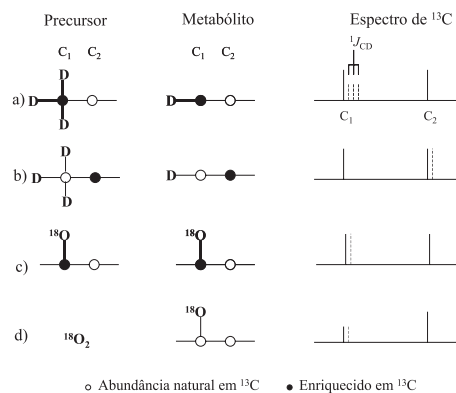 Precursor Metabólito Espectro de ¹³C
C₁ C₂ C₁ C₂ ¹J_CD
D
a) D D
D
C₁ C₂
D
b) D D
D
¹⁸O ¹⁸O
c)
¹⁸O
d) ¹⁸O₂
○ Abundância natural em ¹³C ● Enriquecido em ¹³C